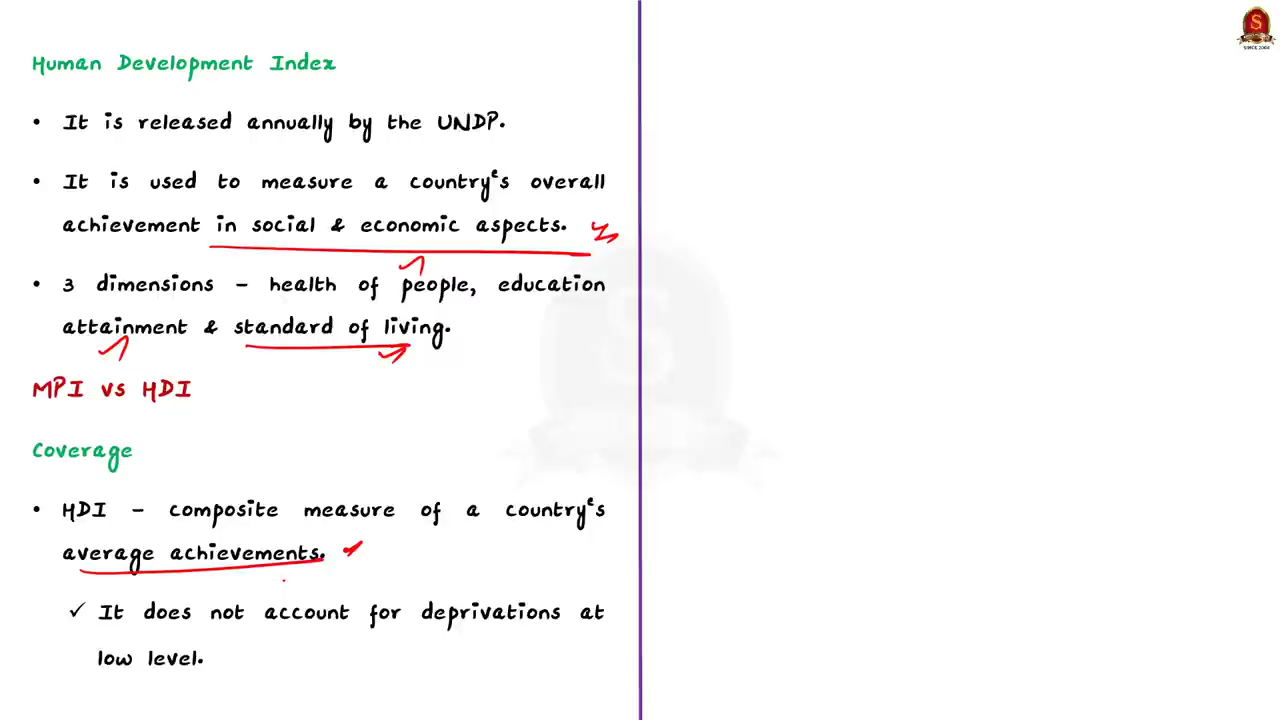 Human Development Index
• It is released annually by the UNDP.
• It is used to measure a country's overall
achievement in social & economic aspects.
• 3 dimensions – health of people, education
attainment & standard of living.
MPI vs HDI
Coverage
• HDI – composite measure of a country's
average achievements.
✓ It does not account for deprivations at
low level.
S
SINCE 2004